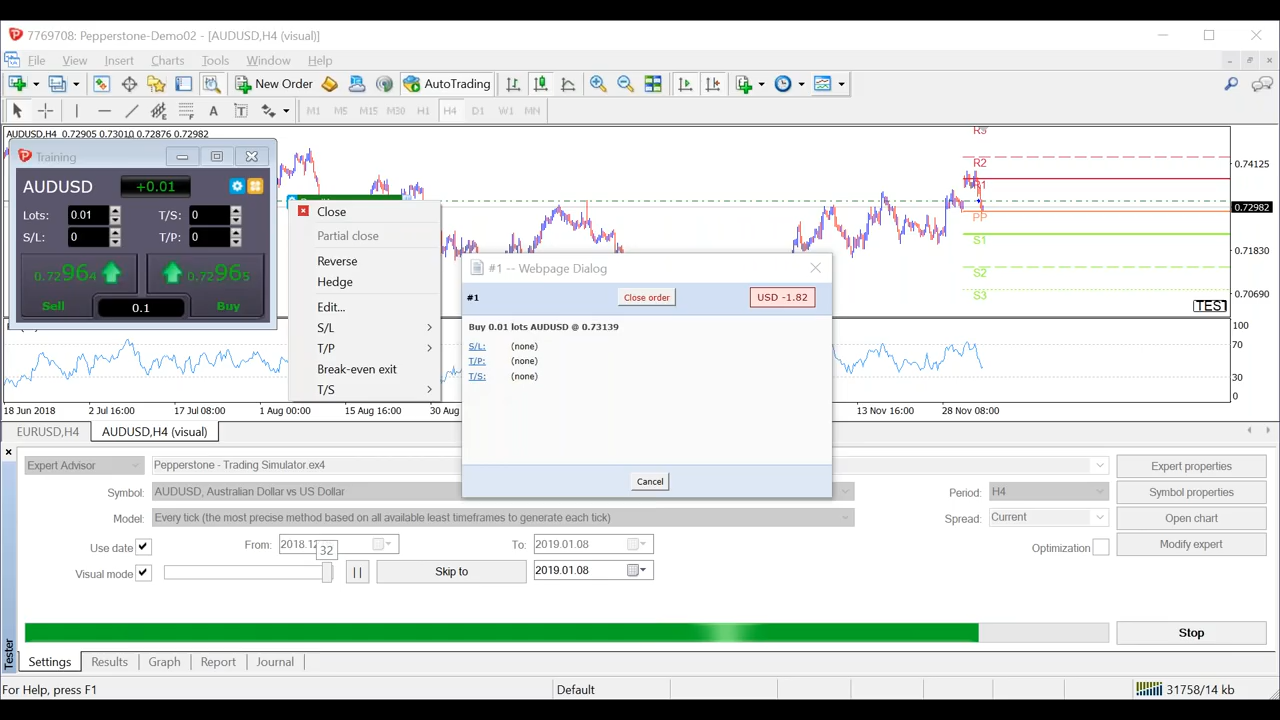 7769708: Pepperstone-Demo02 - [AUDUSD,H4 (visual)]
File View Insert Charts Tools Window Help
New Order AutoTrading
A T M1 M5 M15 M30 H1 H4 D1 W1 MN
AUDUSD,H4 0.72905 0.73010 0.72876 0.72982
R3
R2
R1
PP
S1
S2
S3
0.74125
0.72982
0.71830
0.70690
TEST
Training
AUDUSD +0.01
Lots: 0.01 T/S: 0
S/L: 0 T/P: 0
0.72964 0.72965
Sell 0.1 Buy
Close
Partial close
Reverse
Hedge
Edit...
S/L
T/P
Break-even exit
T/S
#1 -- Webpage Dialog
#1 Close order USD -1.82
Buy 0.01 lots AUDUSD @ 0.73139
S/L: (none)
T/P: (none)
T/S: (none)
Cancel
100
70
30
0
18 Jun 2018 2 Jul 16:00 17 Jul 08:00 1 Aug 00:00 15 Aug 16:00 30 Aug 13 Nov 16:00 28 Nov 08:00
EURUSD,H4 AUDUSD,H4 (visual)
Expert Advisor Pepperstone - Trading Simulator.ex4 Expert properties
Symbol: AUDUSD, Australian Dollar vs US Dollar Period: H4 Symbol properties
Model: Every tick (the most precise method based on all available least timeframes to generate each tick) Spread: Current Open chart
Use date From: 2018.12 To: 2019.01.08 Optimization Modify expert
32
Visual mode Skip to 2019.01.08
Stop
Tester
Settings Results Graph Report Journal
For Help, press F1 Default 31758/14 kb